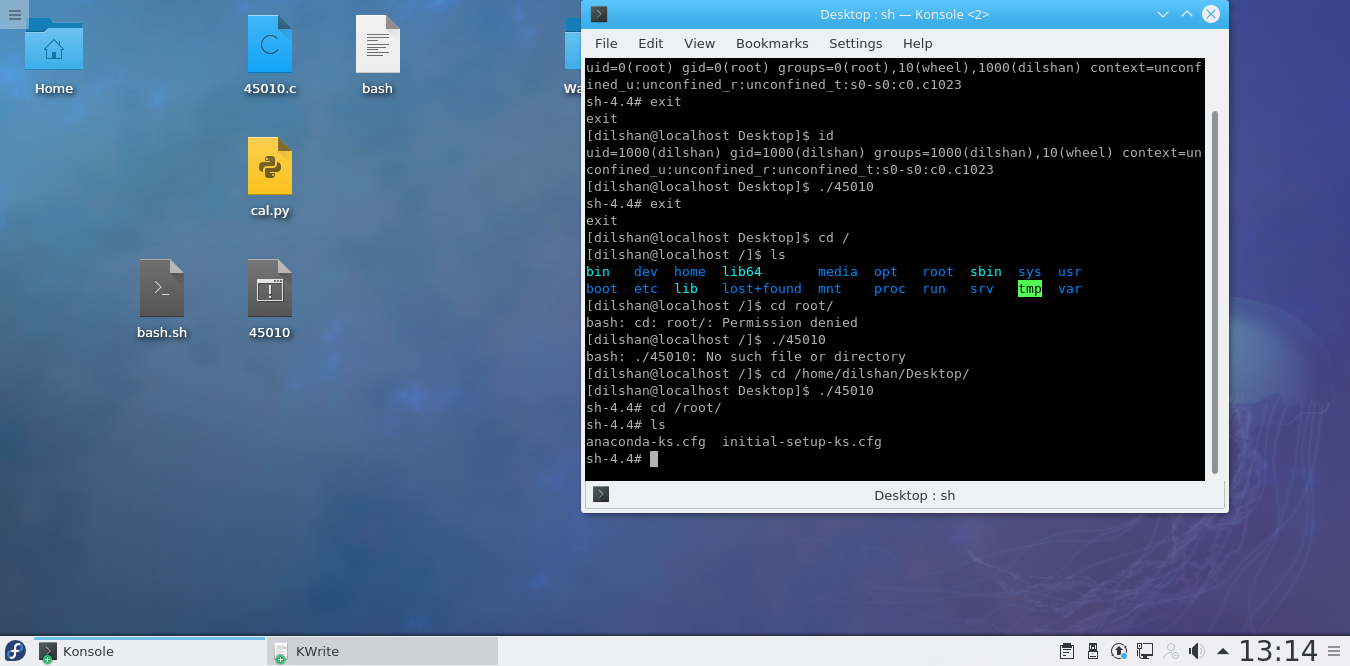 Home
45010.c
bash
cal.py
bash.sh
45010
Desktop : sh — Konsole <2>
File Edit View Bookmarks Settings Help
uid=0(root) gid=0(root) groups=0(root),10(wheel),1000(dilshan) context=unconf
ined_u:unconfined_r:unconfined_t:s0-s0:c0.c1023
sh-4.4# exit
exit
[dilshan@localhost Desktop]$ id
uid=1000(dilshan) gid=1000(dilshan) groups=1000(dilshan),10(wheel) context=un
confined_u:unconfined_r:unconfined_t:s0-s0:c0.c1023
[dilshan@localhost Desktop]$ ./45010
sh-4.4# exit
exit
[dilshan@localhost Desktop]$ cd /
[dilshan@localhost /]$ ls
bin dev home lib64 media opt root sbin sys usr
boot etc lib lost+found mnt proc run srv tmp var
[dilshan@localhost /]$ cd root/
bash: cd: root/: Permission denied
[dilshan@localhost /]$ ./45010
bash: ./45010: No such file or directory
[dilshan@localhost /]$ cd /home/dilshan/Desktop/
[dilshan@localhost Desktop]$ ./45010
sh-4.4# cd /root/
sh-4.4# ls
anaconda-ks.cfg initial-setup-ks.cfg
sh-4.4#
Desktop : sh
Konsole
KWrite
13:14